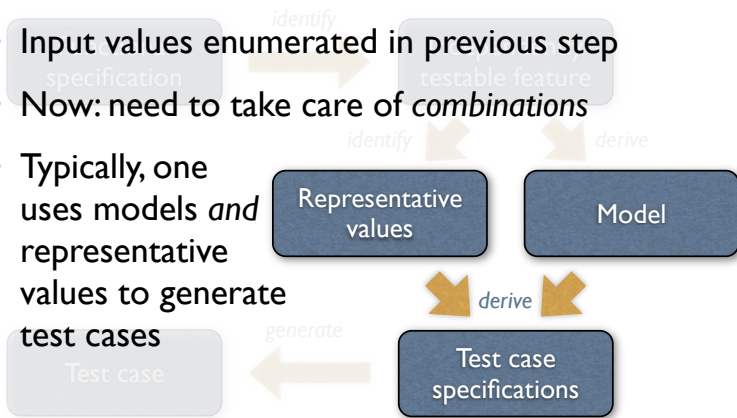 identify
Input values enumerated in previous step
specification
testable feature
Now: need to take care of combinations
identify
derive
Typically, one
uses models and
representative
values to generate
test cases
Representative
values
Model
derive
generate
Test case
Test case
specifications